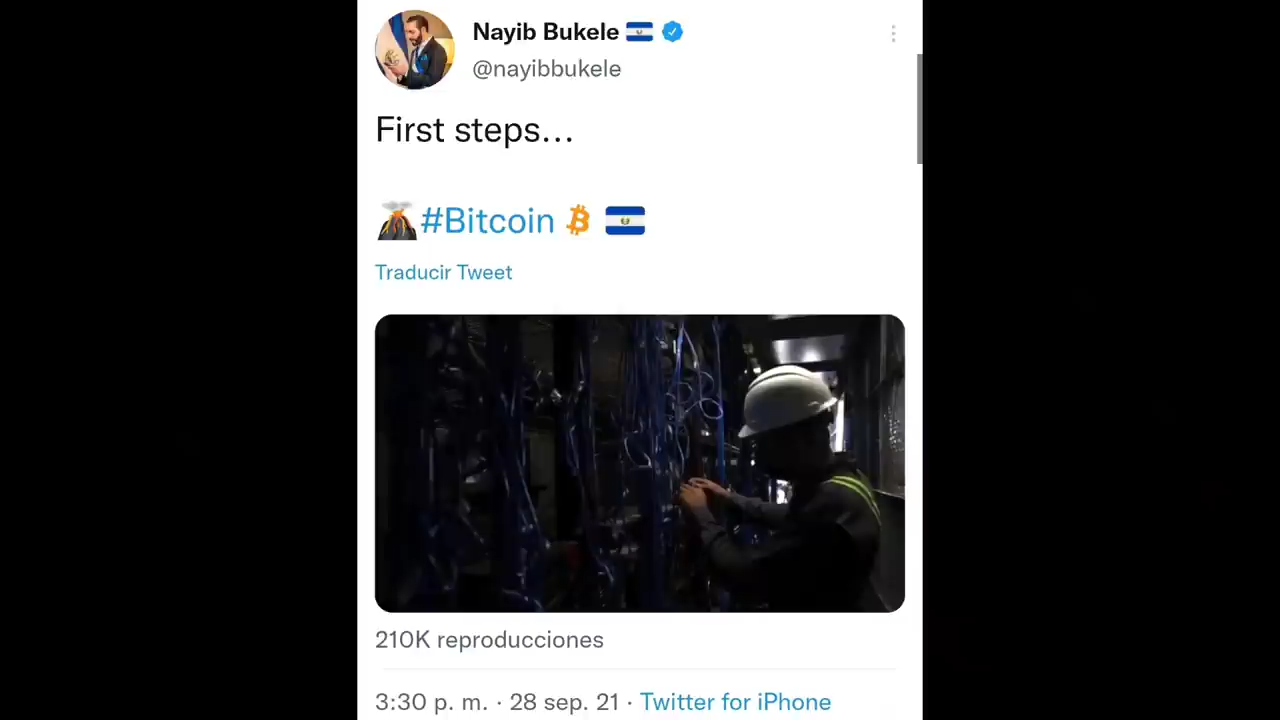 Nayib Bukele
@nayibbukele
First steps...
#Bitcoin
Traducir Tweet
210K reproducciones
3:30 p. m. · 28 sep. 21 · Twitter for iPhone